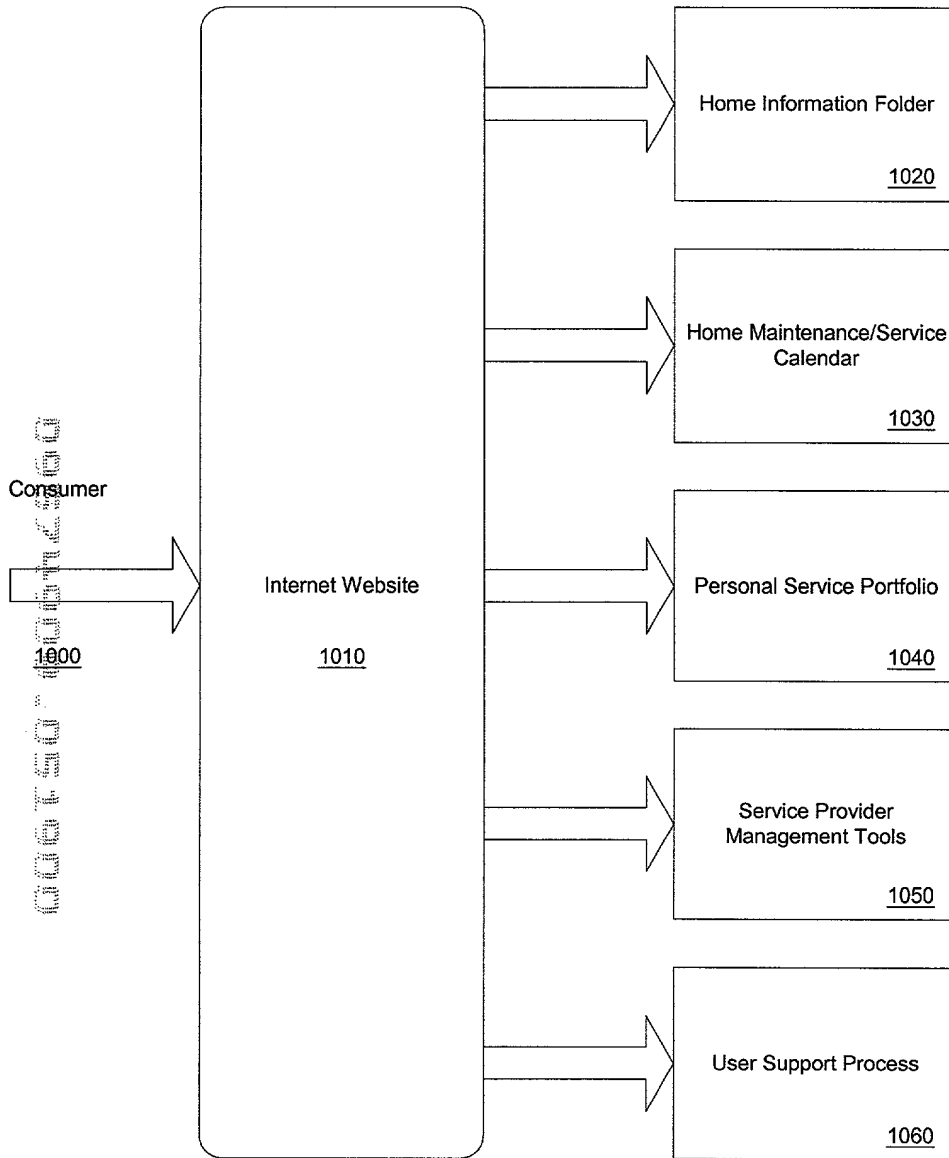 Home Information Folder
1020
Home Maintenance/Service
Calendar
1030
Consumer
1000
Internet Website
1010
Personal Service Portfolio
1040
Service Provider
Management Tools
1050
User Support Process
1060